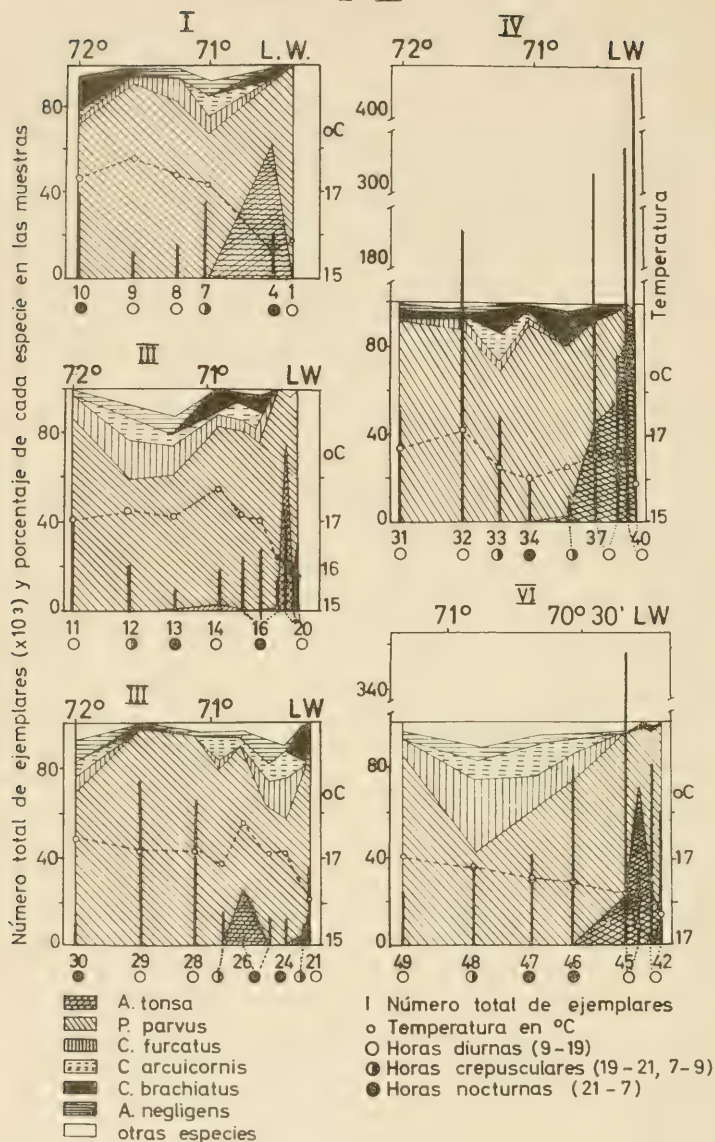 I
72° 71° L.W.
80
40
0
°C
17
15
10 9 8 7 4 1
III
72° 71° LW
80
40
0
°C
17
16
15
11 12 13 14 16 20
III
72° 71° LW
80
40
0
°C
17
15
30 29 28 26 24 21
IV
72° 71° LW
400
300
180
80
40
0
Temperatura
°C
17
15
31 32 33 34 37 40
VI
71° 70° 30' LW
340
80
40
0
°C
17
17
49 48 47 46 45 42
Número total de ejemplares (x10³) y porcentaje de cada especie en las muestras
A. tonsa
P. parvus
C. furcatus
C arcuicornis
C. brachiatus
A. negligens
otras especies
I Número total de ejemplares
o Temperatura en °C
Horas diurnas (9-19)
Horas crepusculares (19-21, 7-9)
Horas nocturnas (21-7)